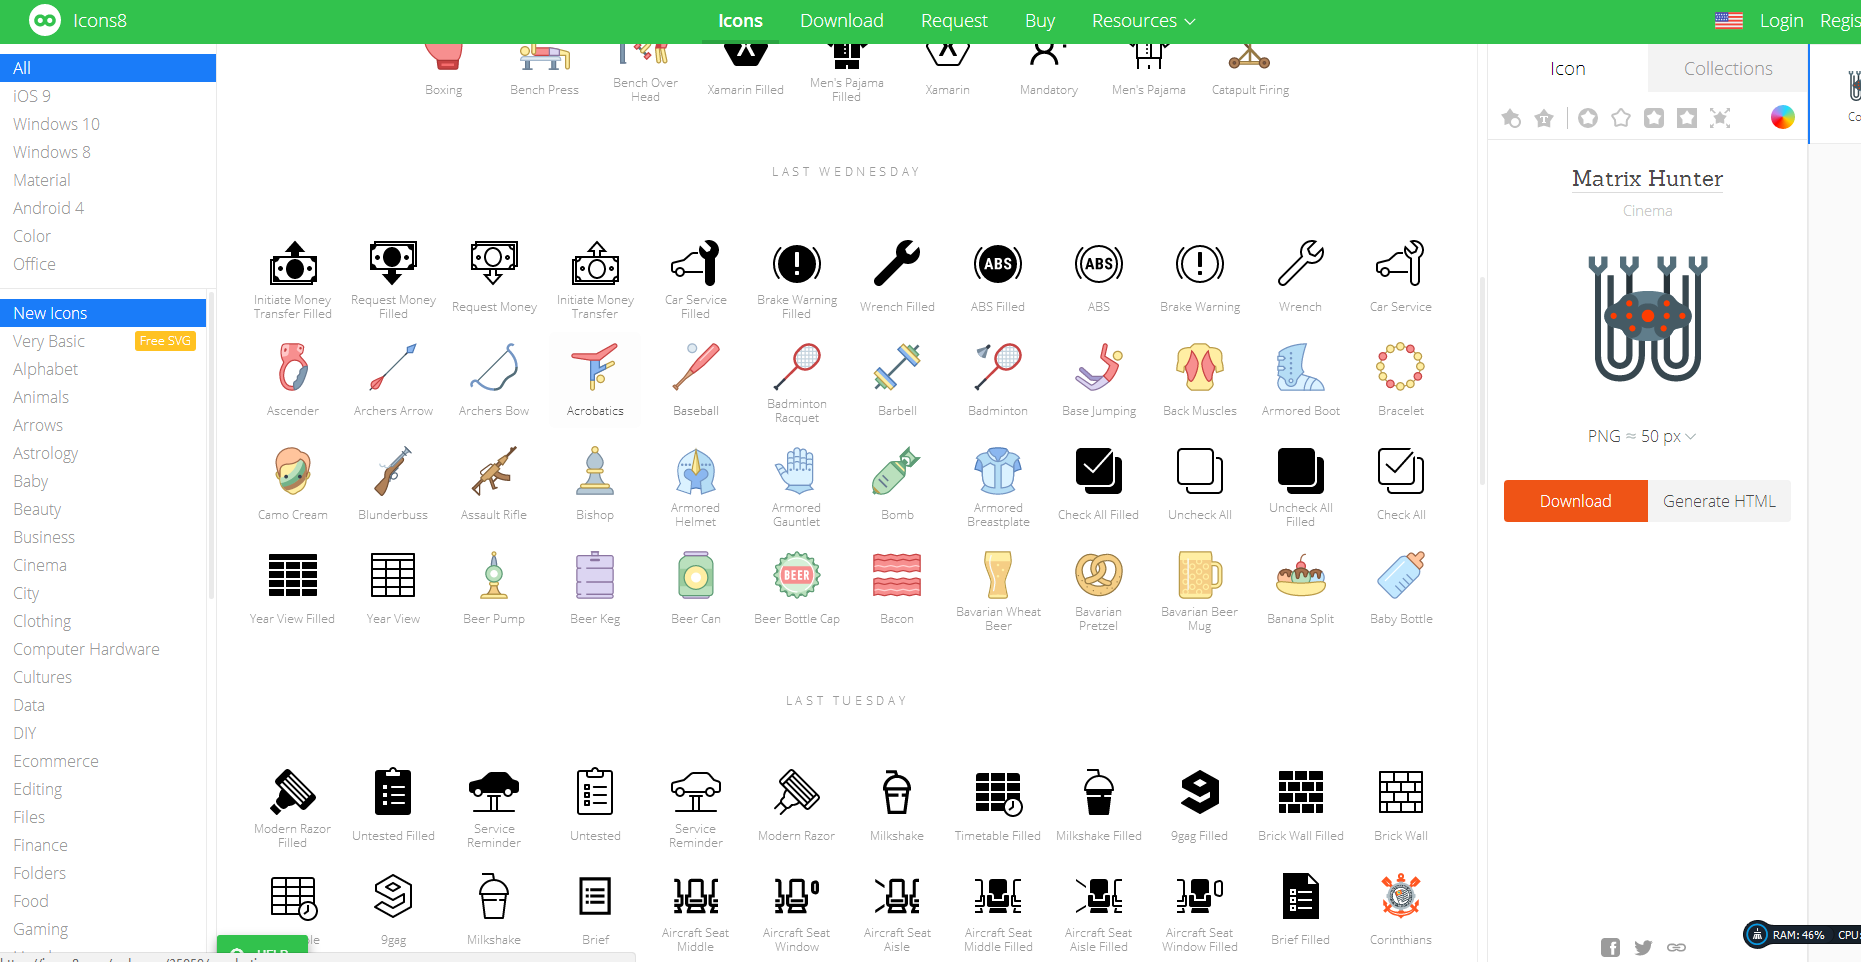 Icons8
Icons Download Request Buy Resources
Login Regis
All
iOS 9
Windows 10
Windows 8
Material
Android 4
Color
Office
New Icons
Very Basic Free SVG
Alphabet
Animals
Arrows
Astrology
Baby
Beauty
Business
Cinema
City
Clothing
Computer Hardware
Cultures
Data
DIY
Ecommerce
Editing
Files
Finance
Folders
Food
Gaming
Boxing
Bench Press
Bench Over
Head
Xamarin Filled
Men's Pajama
Filled
Xamarin
Mandatory
Men's Pajama
Catapult Firing
LAST WEDNESDAY
Initiate Money
Transfer Filled
Request Money
Filled
Request Money
Initiate Money
Transfer
Car Service
Filled
Brake Warning
Filled
Wrench Filled
ABS
ABS Filled
ABS
ABS
Brake Warning
Wrench
Car Service
Ascender
Archers Arrow
Archers Bow
Acrobatics
Baseball
Badminton
Racquet
Barbell
Badminton
Base Jumping
Back Muscles
Armored Boot
Bracelet
Camo Cream
Blunderbuss
Assault Rifle
Bishop
Armored
Helmet
Armored
Gauntlet
Bomb
Armored
Breastplate
Check All Filled
Uncheck All
Uncheck All
Filled
Check All
Year View Filled
Year View
Beer Pump
Beer Keg
Beer Can
BEER
Beer Bottle Cap
Bacon
Bavarian Wheat
Beer
Bavarian
Pretzel
Bavarian Beer
Mug
Banana Split
Baby Bottle
LAST TUESDAY
Modern Razor
Filled
Untested Filled
Service
Reminder
Untested
Service
Reminder
Modern Razor
Milkshake
Timetable Filled
Milkshake Filled
9gag Filled
Brick Wall Filled
Brick Wall
9gag
Milkshake
Brief
Aircraft Seat
Middle
Aircraft Seat
Window
Aircraft Seat
Aisle
Aircraft Seat
Middle Filled
Aircraft Seat
Aisle Filled
Aircraft Seat
Window Filled
Brief Filled
Corinthians
Icon
Collections
Co
Matrix Hunter
Cinema
PNG ≈ 50 px
Download
Generate HTML
RAM: 46% CPU: